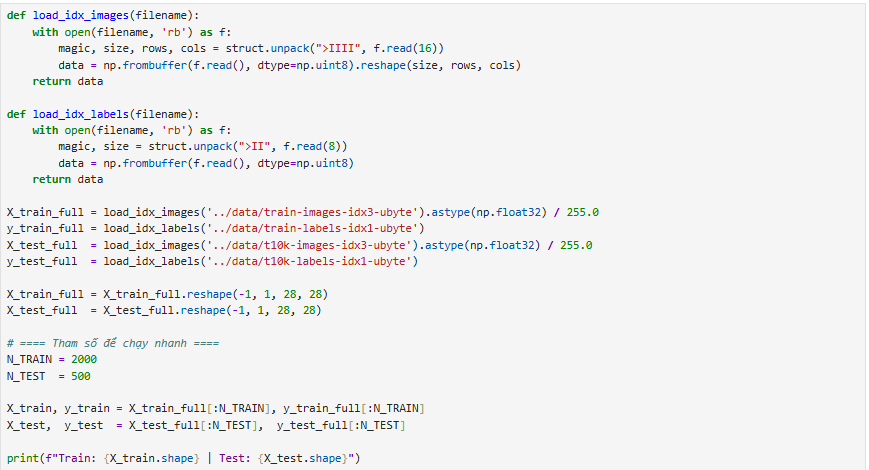 def load_idx_images(filename):
    with open(filename, 'rb') as f:
        magic, size, rows, cols = struct.unpack(">IIII", f.read(16))
        data = np.frombuffer(f.read(), dtype=np.uint8).reshape(size, rows, cols)
    return data

def load_idx_labels(filename):
    with open(filename, 'rb') as f:
        magic, size = struct.unpack(">II", f.read(8))
        data = np.frombuffer(f.read(), dtype=np.uint8)
    return data

X_train_full = load_idx_images('../data/train-images-idx3-ubyte').astype(np.float32) / 255.0
y_train_full = load_idx_labels('../data/train-labels-idx1-ubyte')
X_test_full  = load_idx_images('../data/t10k-images-idx3-ubyte').astype(np.float32) / 255.0
y_test_full  = load_idx_labels('../data/t10k-labels-idx1-ubyte')

X_train_full = X_train_full.reshape(-1, 1, 28, 28)
X_test_full  = X_test_full.reshape(-1, 1, 28, 28)

# ==== Tham số để chạy nhanh ====
N_TRAIN = 2000
N_TEST  = 500

X_train, y_train = X_train_full[:N_TRAIN], y_train_full[:N_TRAIN]
X_test,  y_test  = X_test_full[:N_TEST],  y_test_full[:N_TEST]

print(f"Train: {X_train.shape} | Test: {X_test.shape}")